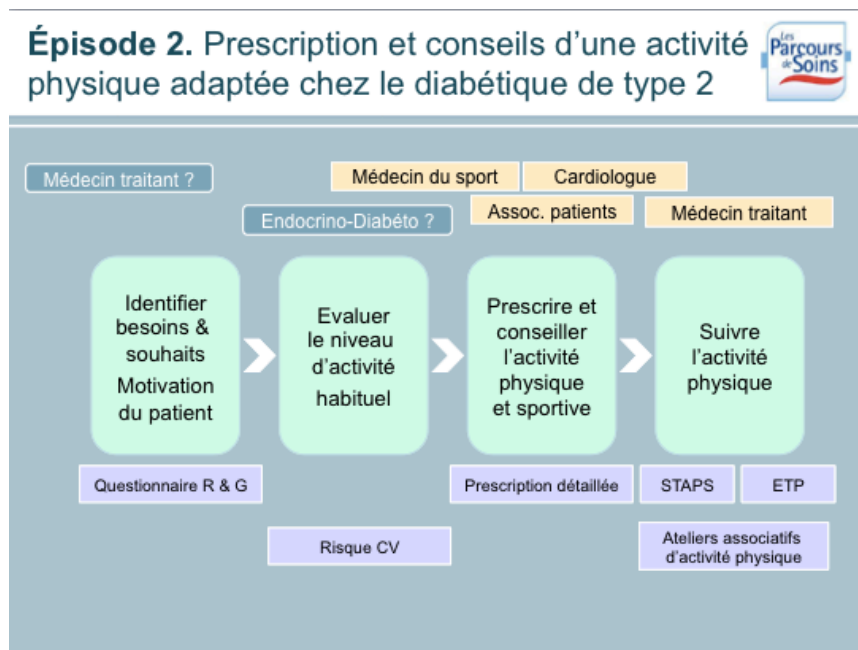 Épisode 2. Prescription et conseils d'une activité
physique adaptée chez le diabétique de type 2
Les
Parcours
de Soins
Médecin traitant ?
Médecin du sport
Cardiologue
Endocrino-Diabéto ?
Assoc. patients
Médecin traitant
Identifier
besoins &
souhaits
Motivation
du patient
Evaluer
le niveau
d'activité
habituel
Prescrire et
conseiller
l'activité
physique
et sportive
Suivre
l'activité
physique
Questionnaire R & G
Prescription détaillée
STAPS
ETP
Risque CV
Ateliers associatifs
d'activité physique